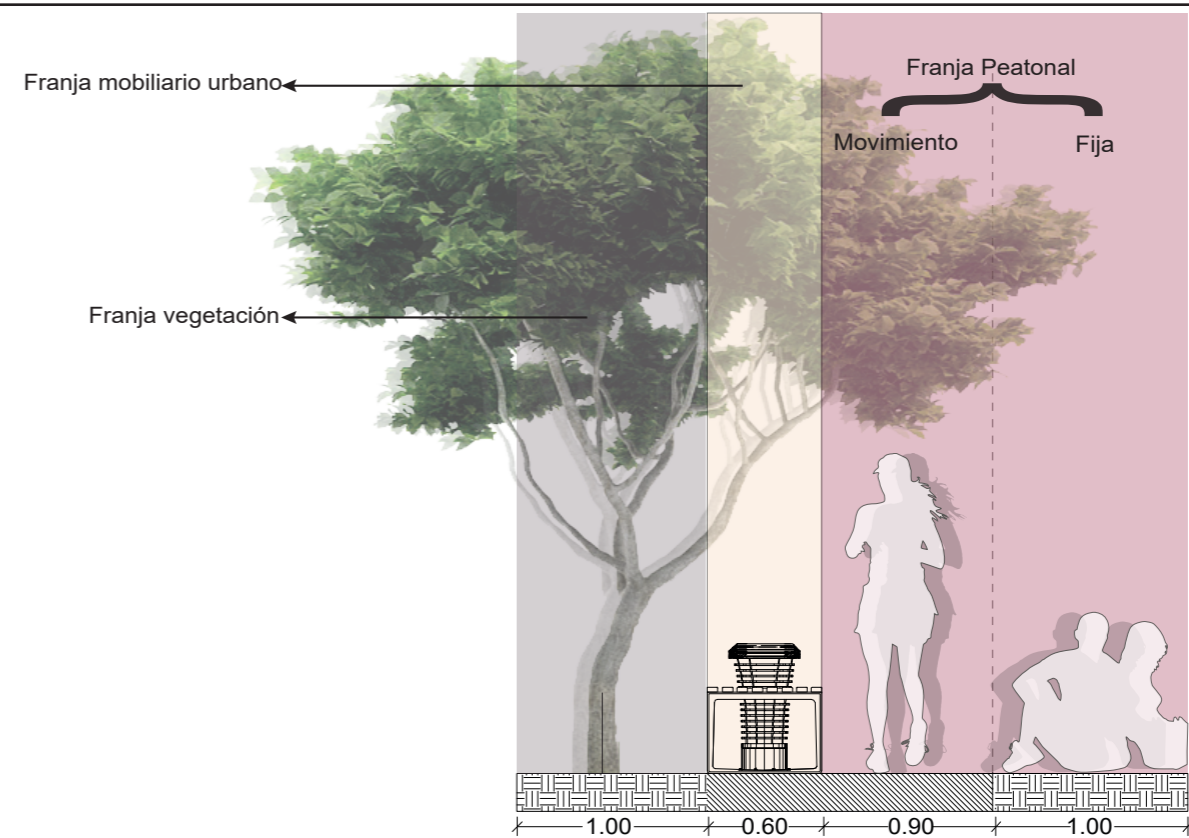 Franja mobiliario urbano
Franja Peatonal
Movimiento
Fija
Franja vegetación
1.00
0.60
0.90
1.00